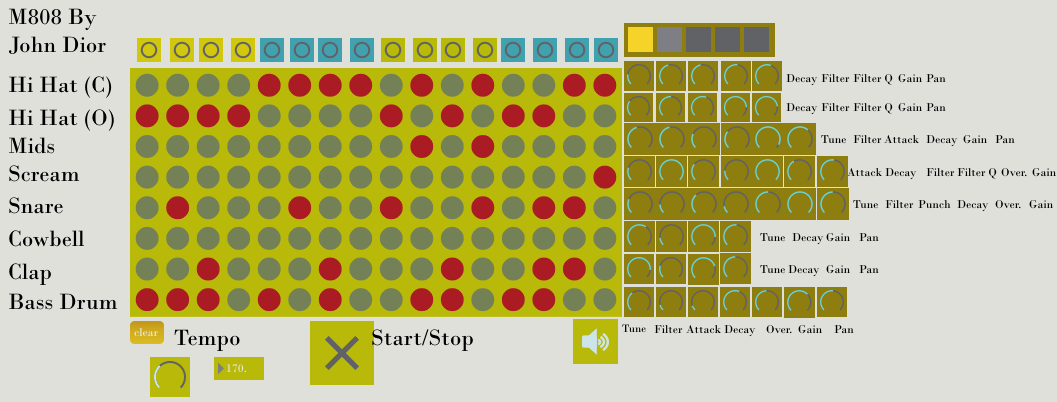 M808 By
John Dior
Hi Hat (C)
Decay Filter Filter Q Gain Pan
Hi Hat (O)
Decay Filter Filter Q Gain Pan
Mids
Tune Filter Attack Decay Gain Pan
Scream
Attack Decay Filter Filter Q Over. Gain
Snare
Tune Filter Punch Decay Over. Gain
Cowbell
Tune Decay Gain Pan
Clap
Tune Decay Gain Pan
Bass Drum
Tune Filter Attack Decay Over. Gain Pan
clear
Tempo
Start/Stop
170.